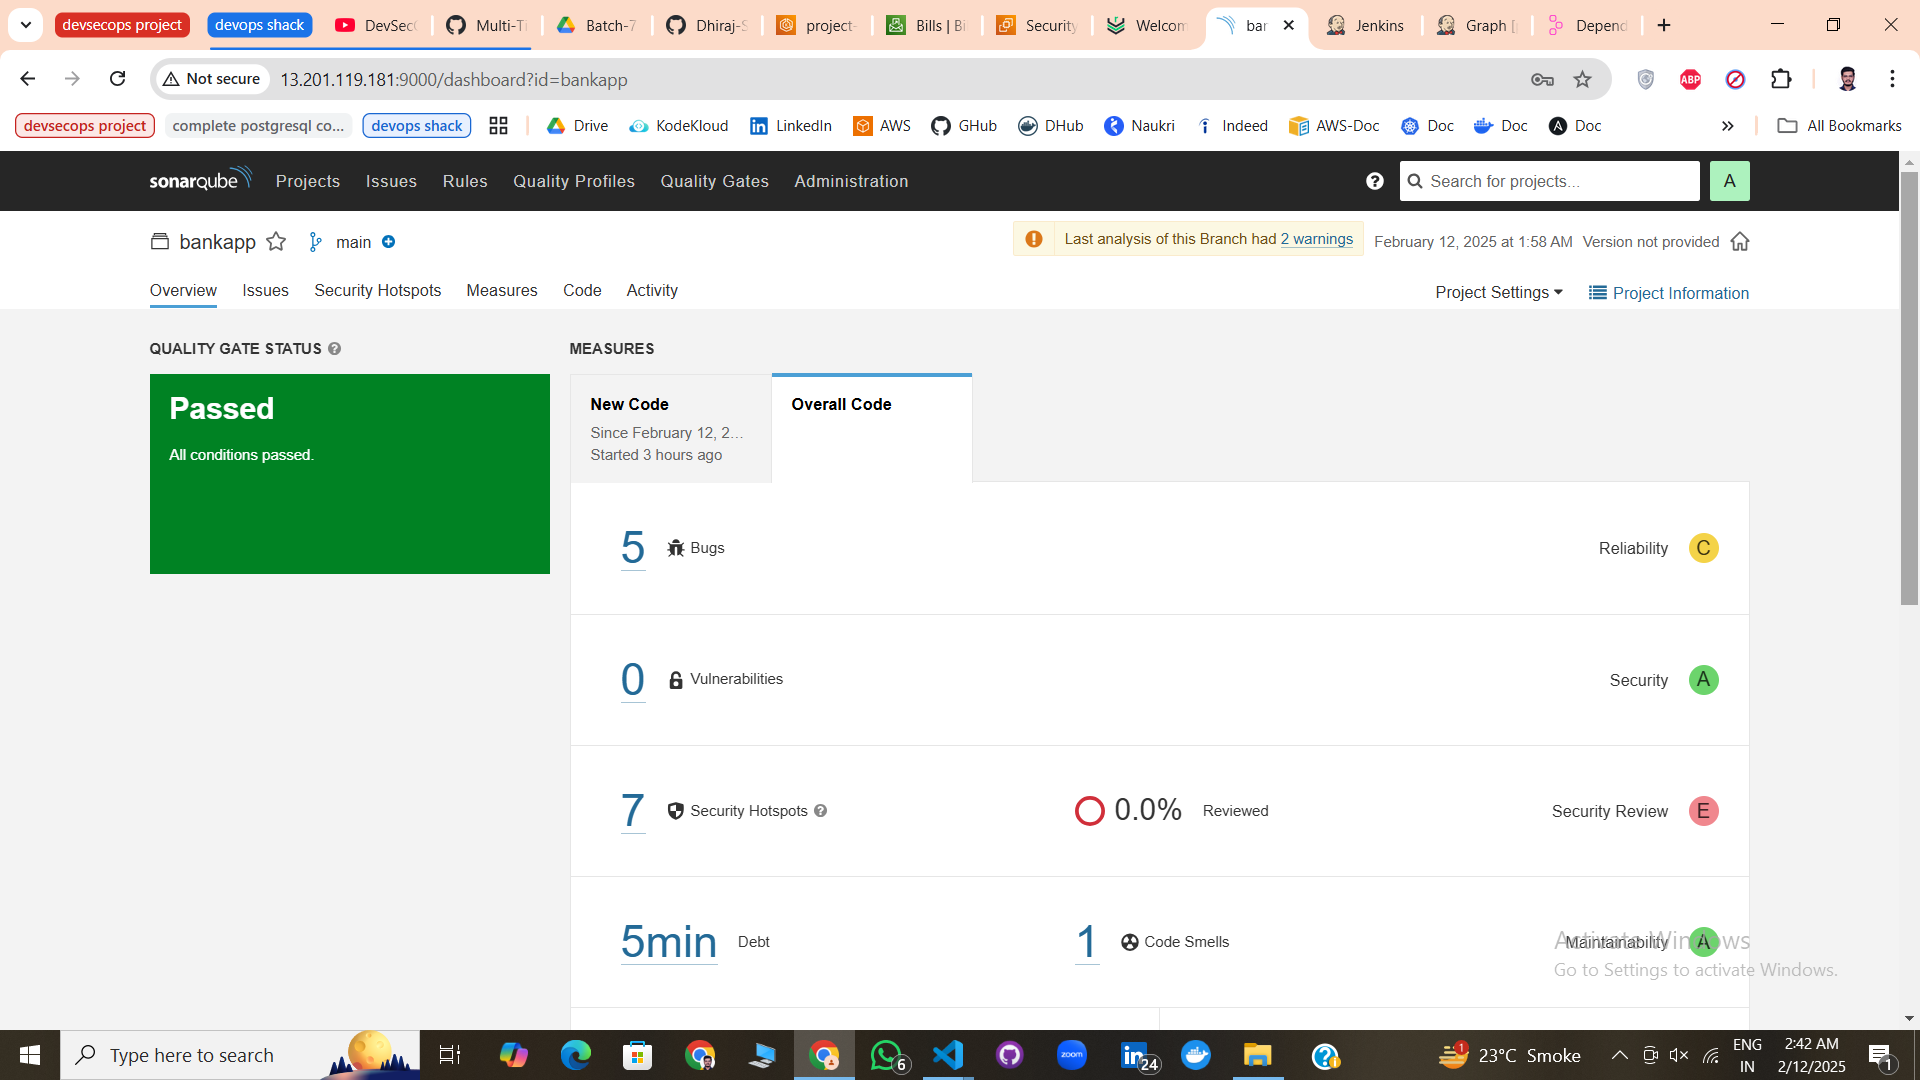 devsecops project
devops shack
DevSec
Multi-Ti
Batch-7
Dhiraj-S
project-
Bills | Bi
Security
Welcom
bar
Jenkins
Graph [
Depend
Not secure
13.201.119.181:9000/dashboard?id=bankapp
ABP
devsecops project
complete postgresql co...
devops shack
Drive
KodeKloud
LinkedIn
AWS
GHub
DHub
Naukri
Indeed
AWS-Doc
Doc
Doc
Doc
All Bookmarks
sonarqube
Projects
Issues
Rules
Quality Profiles
Quality Gates
Administration
Search for projects...
A
bankapp
main
Last analysis of this Branch had 2 warnings
February 12, 2025 at 1:58 AM
Version not provided
Overview
Issues
Security Hotspots
Measures
Code
Activity
Project Settings
Project Information
QUALITY GATE STATUS
MEASURES
Passed
All conditions passed.
New Code
Since February 12, 2...
Started 3 hours ago
Overall Code
5
Bugs
Reliability
C
0
Vulnerabilities
Security
A
7
Security Hotspots
0.0%
Reviewed
Security Review
E
5min
Debt
1
Code Smells
Maintainability
A
Activate Windows
Go to Settings to activate Windows.
Type here to search
6
zoom
24
1
23°C Smoke
ENG
IN
2:42 AM
2/12/2025
1